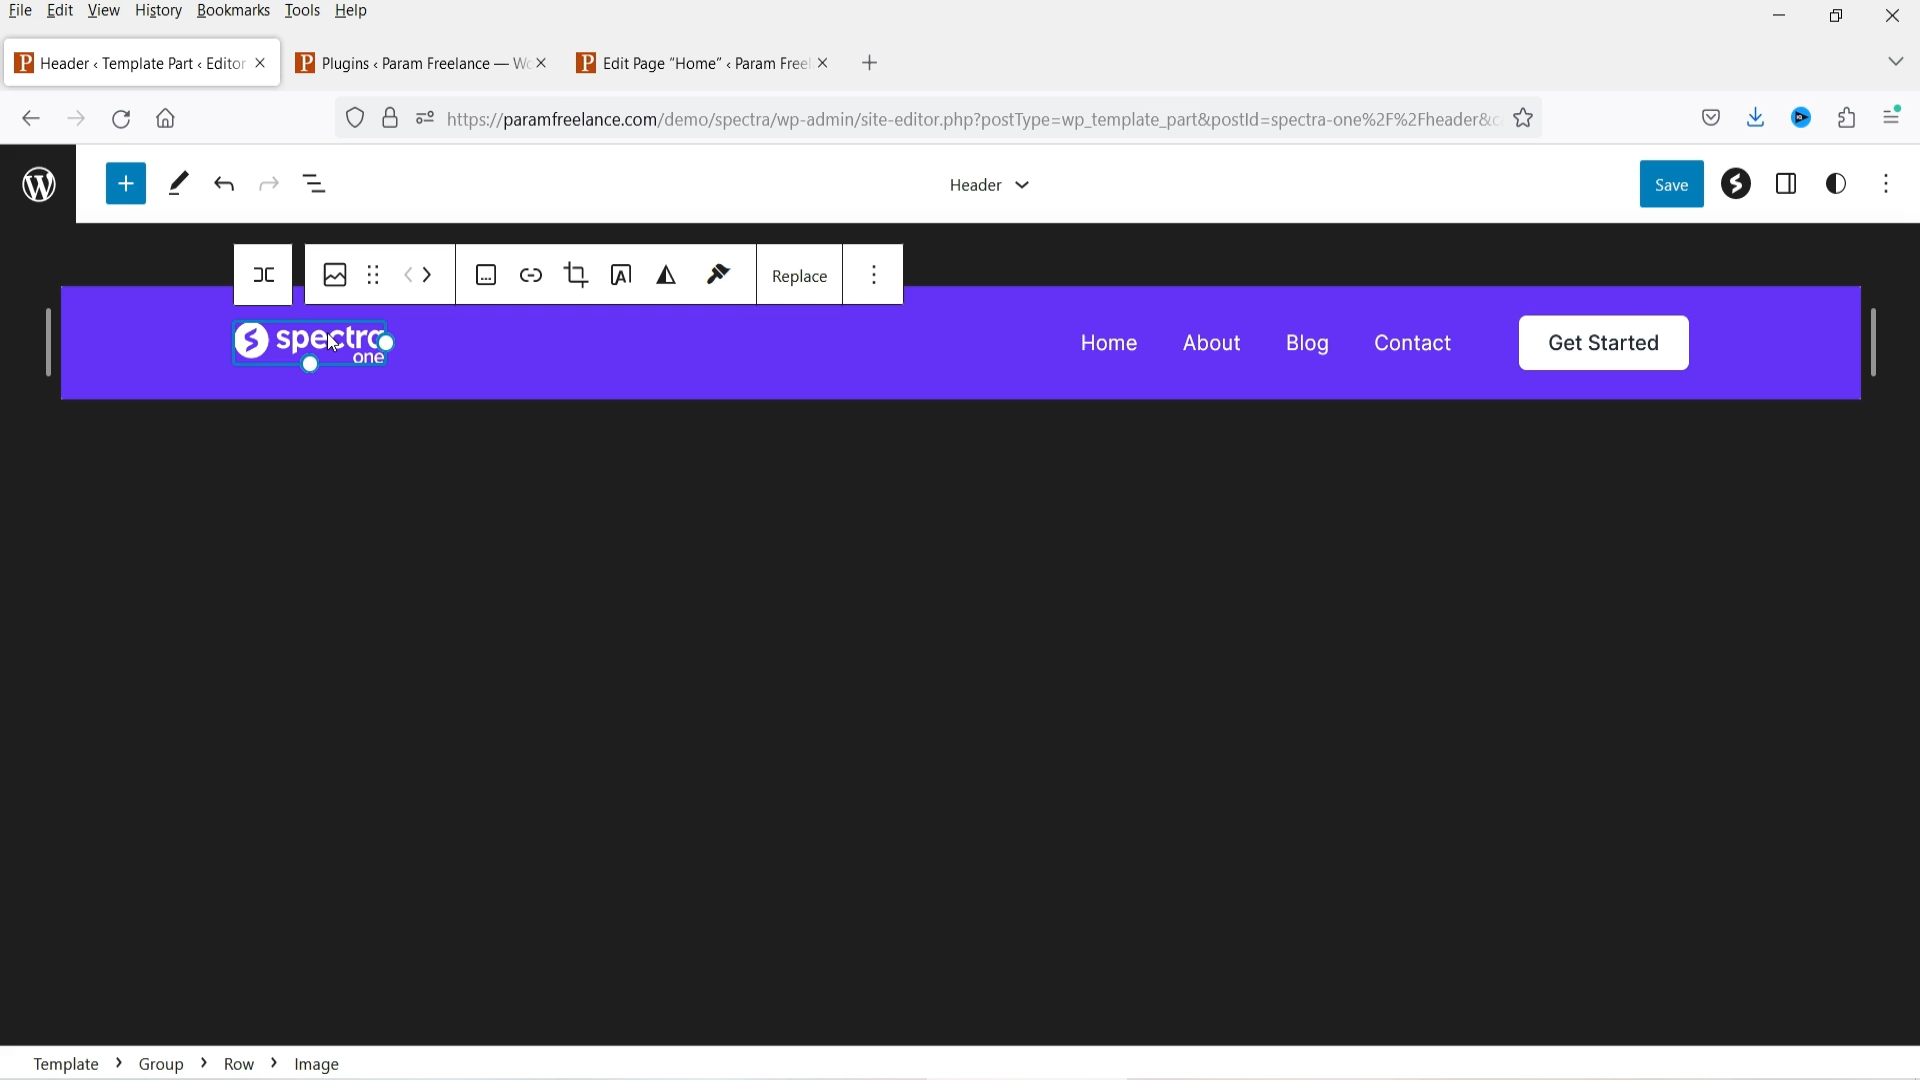 File Edit View History Bookmarks Tools Help
Header ‹ Template Part ‹ Editor Plugins ‹ Param Freelance — Edit Page "Home" ‹ Param
https://paramfreelance.com/demo/spectra/wp-admin/site-editor.php?postType=wp_template_part&postId=spectra-one%2F%2Fheader&c
Header Save
Replace
spectra
one
Home About Blog Contact Get Started
Template › Group › Row › Image